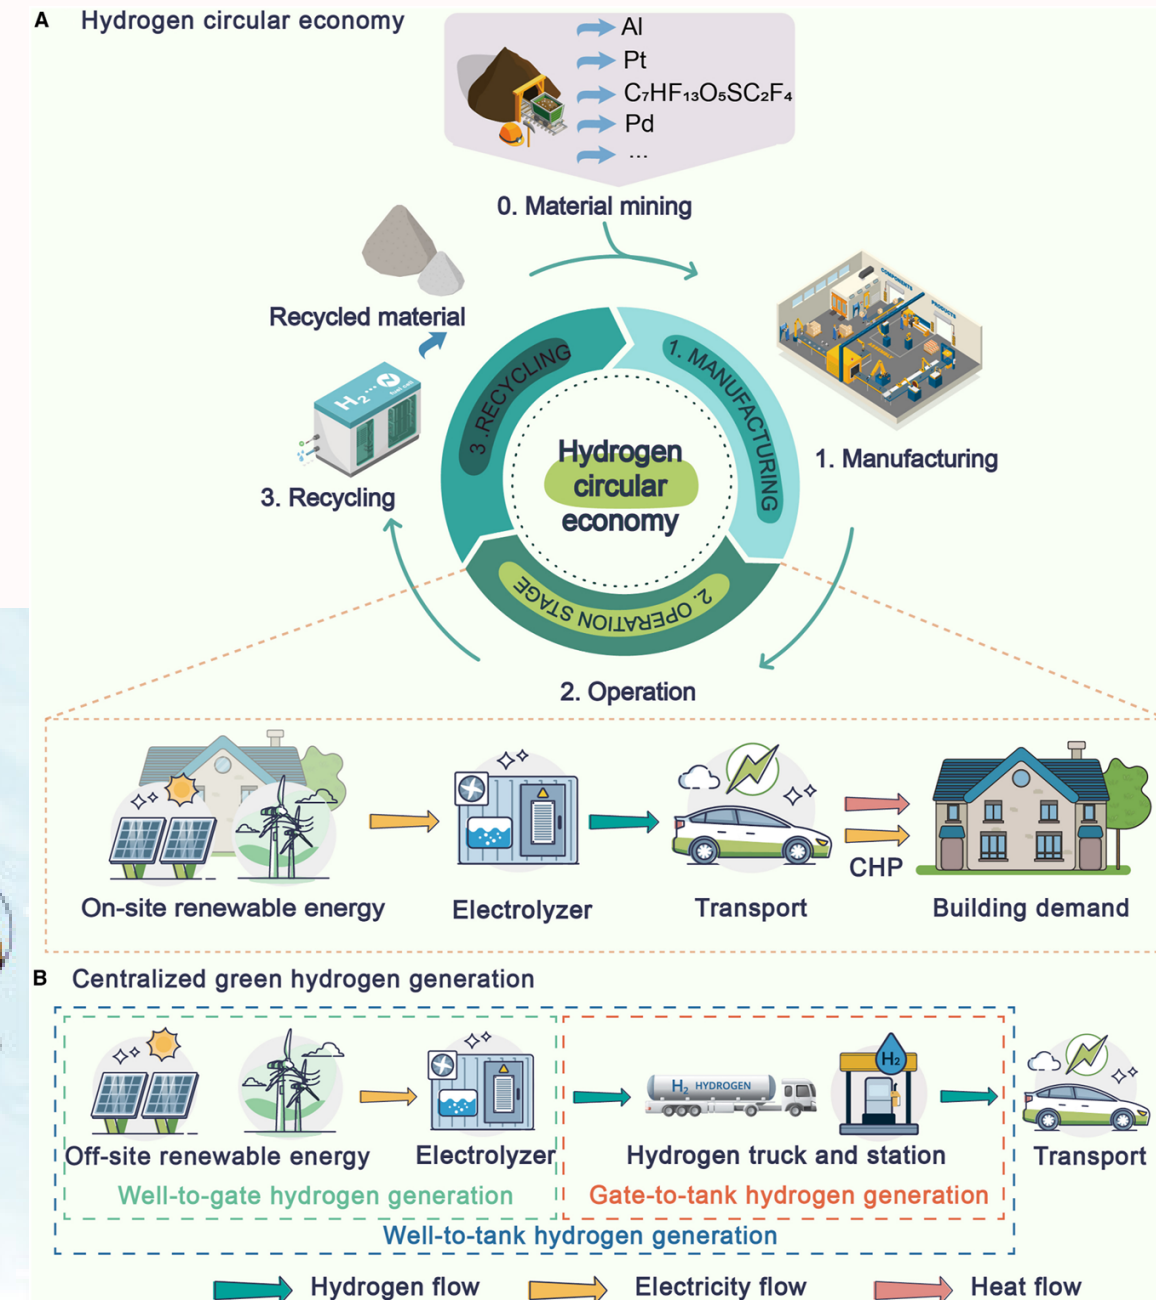 A Hydrogen circular economy
Al
Pt
C₇HF₁₃O₅SC₂F₄
Pd
...
0. Material mining
Recycled material
COMPONENTS
PRODUCTS
H₂...
3 .RECYCLING
1. MANUFACTURING
Hydrogen
circular
economy
1. Manufacturing
3. Recycling
2. OPERATION STAGE
2. Operation
CHP
On-site renewable energy
Electrolyzer
Transport
Building demand
B Centralized green hydrogen generation
H₂ HYDROGEN
H₂
Off-site renewable energy
Electrolyzer
Hydrogen truck and station
Transport
Well-to-gate hydrogen generation
Gate-to-tank hydrogen generation
Well-to-tank hydrogen generation
Hydrogen flow
Electricity flow
Heat flow